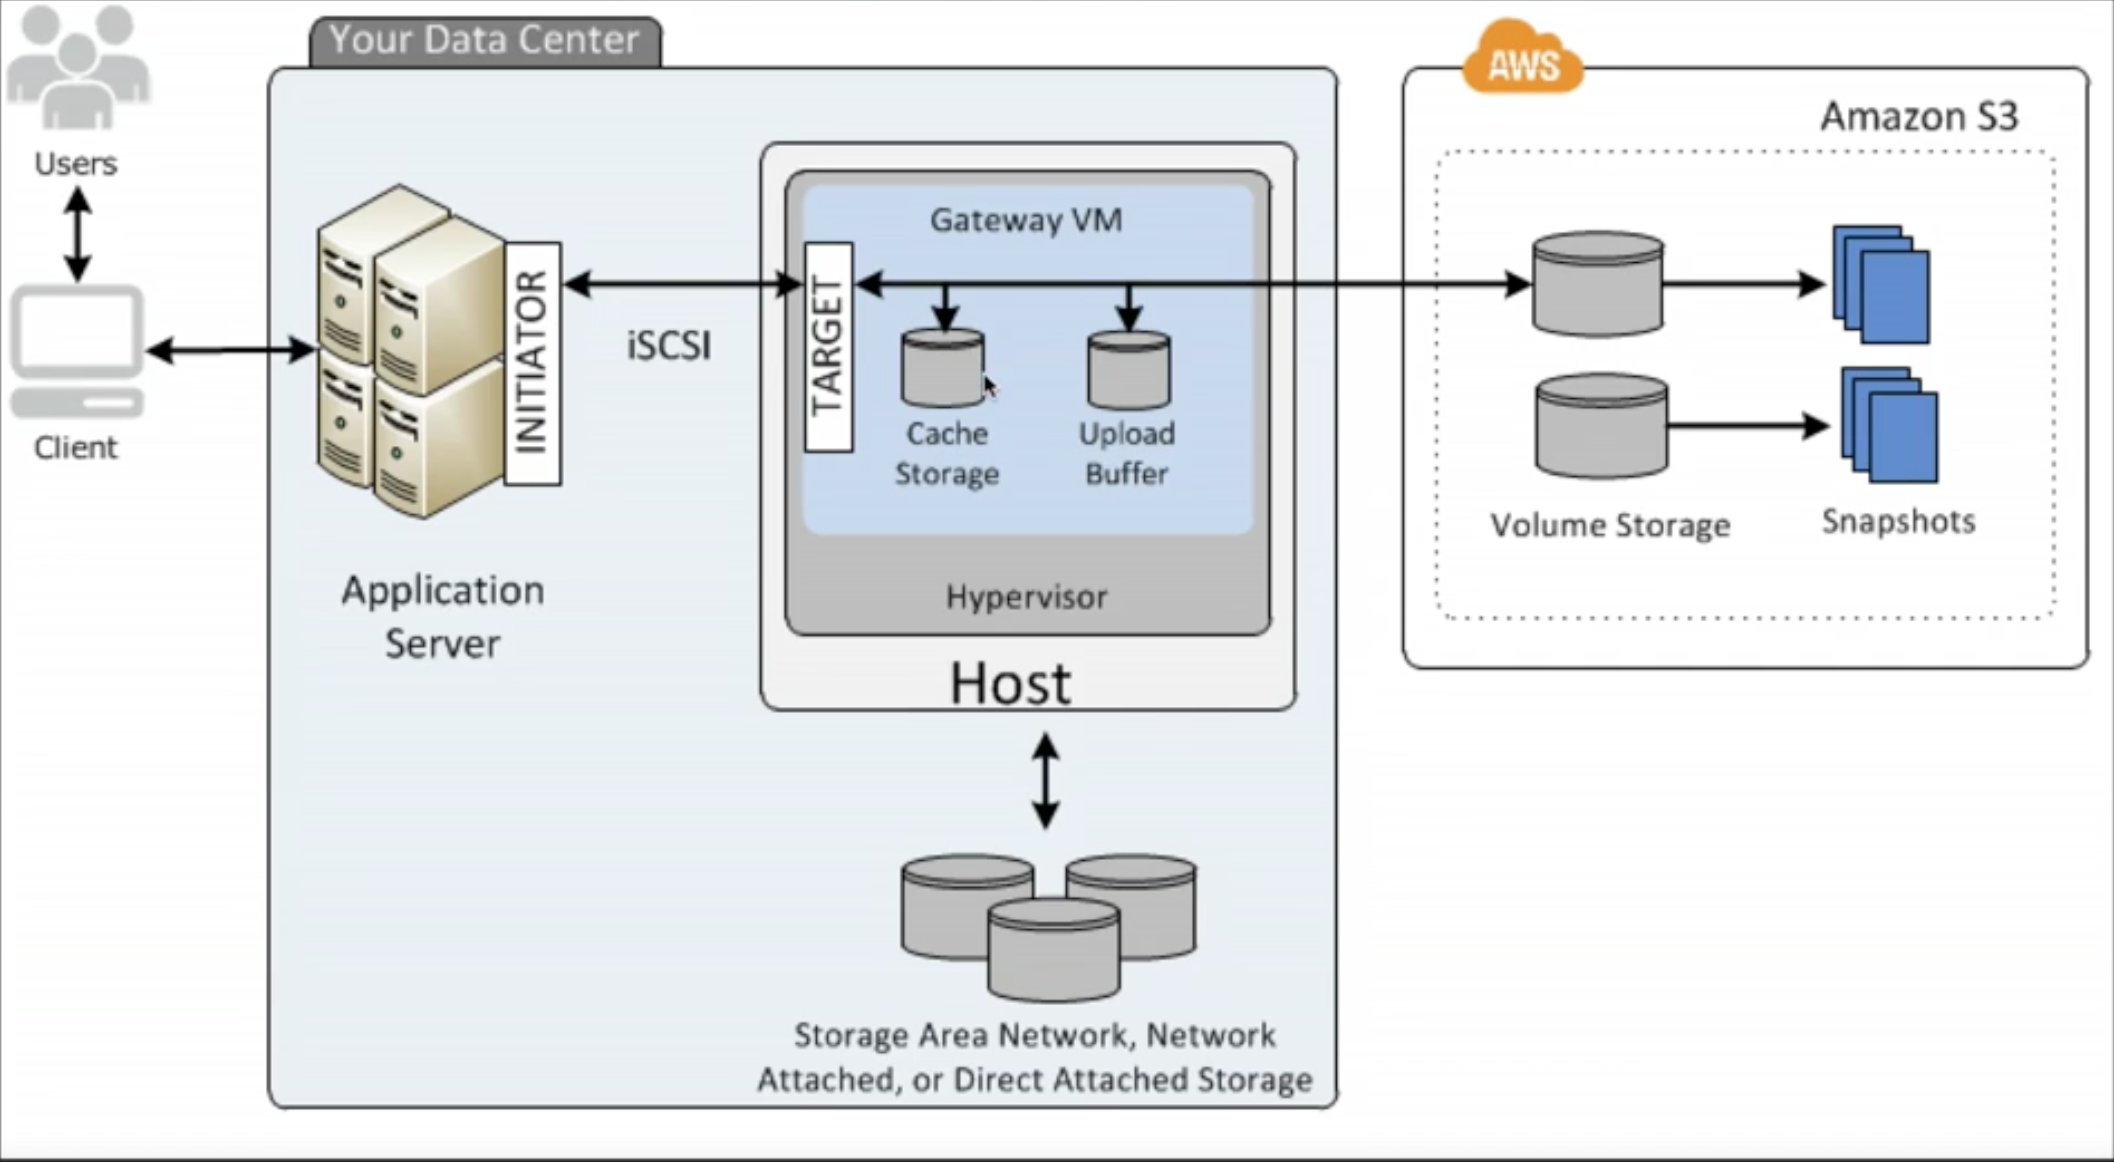 Your Data Center
AWS
Amazon S3
Users
Gateway VM
INITIATOR
TARGET
iSCSI
Client
Cache
Storage
Upload
Buffer
Volume Storage
Snapshots
Application
Server
Hypervisor
Host
Storage Area Network, Network
Attached, or Direct Attached Storage